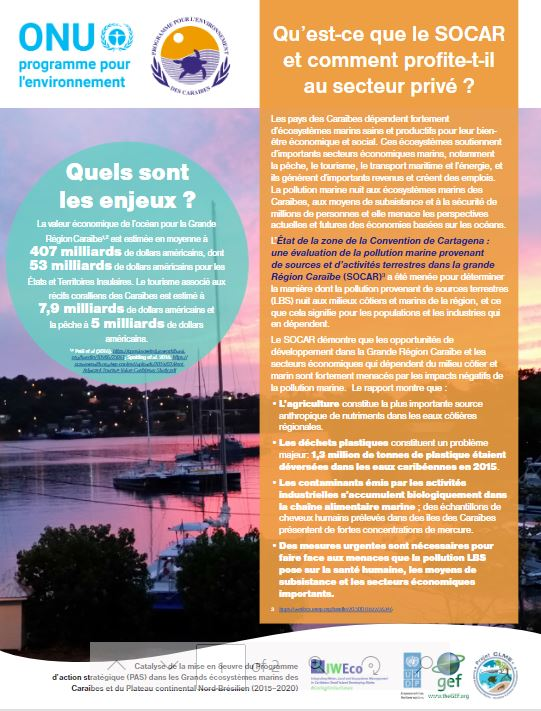 ONU
programme pour
l'environnement
PROGRAMME POUR L'ENVIRONNEMENT
DES CARAIBES
Qu'est-ce que le SOCAR
et comment profite-t-il
au secteur privé ?
Quels sont
les enjeux ?
La valeur économique de l'océan pour la Grande
Région Caraïbe¹,² est estimée en moyenne à
407 milliards de dollars américains, dont
53 milliards de dollars américains pour les
États et Territoires Insulaires. Le tourisme associé aux
récifs coralliens des Caraïbes est estimé à
7,9 milliards de dollars américains et
la pêche à 5 milliards de dollars
américains.
Les pays des Caraïbes dépendent fortement
d'écosystèmes marins sains et productifs pour leur bien-
être économique et social. Ces écosystèmes soutiennent
d'importants secteurs économiques marins, notamment
la pêche, le tourisme, le transport maritime et l'énergie, et
ils génèrent d'importants revenus et créent des emplois.
La pollution marine nuit aux écosystèmes marins des
Caraïbes, aux moyens de subsistance et à la sécurité de
millions de personnes et elle menace les perspectives
actuelles et futures des économies basées sur les océans.
L'État de la zone de la Convention de Cartagena :
une évaluation de la pollution marine provenant
de sources et d'activités terrestres dans la grande
Région Caraïbe (SOCAR)³ a été menée pour déterminer
la manière dont la pollution provenant de sources terrestres
(LBS) nuit aux milieux côtiers et marins de la région, et ce
que cela signifie pour les populations et les industries qui
en dépendent.
Le SOCAR démontre que les opportunités de
développement dans la Grande Région Caraïbe et les
secteurs économiques qui dépendent du milieu côtier et
marin sont fortement menacés par les impacts négatifs de
la pollution marine. Le rapport montre que :
• L'agriculture constitue la plus importante source
anthropique de nutriments dans les eaux côtières
régionales.
• Les déchets plastiques constituent un problème
majeur: 1,3 million de tonnes de plastique étaient
déversées dans les eaux caribéennes en 2015.
• Les contaminants émis par les activités
industrielles s'accumulent biologiquement dans
la chaîne alimentaire marine ; des échantillons de
cheveux humains prélevés dans des îles des Caraïbes
présentent de fortes concentrations de mercure.
• Des mesures urgentes sont nécessaires pour
faire face aux menaces que la pollution LBS
pose sur la santé humaine, les moyens de
subsistance et les secteurs économiques
importants.
3
Catalyse de la mise en oeuvre du Programme
d'action stratégique (PAS) dans les Grands écosystèmes marins des
Caraïbes et du Plateau continental Nord-Brésilien (2015–2020)
IWEco
UNDP
gef
www.theGEF.org